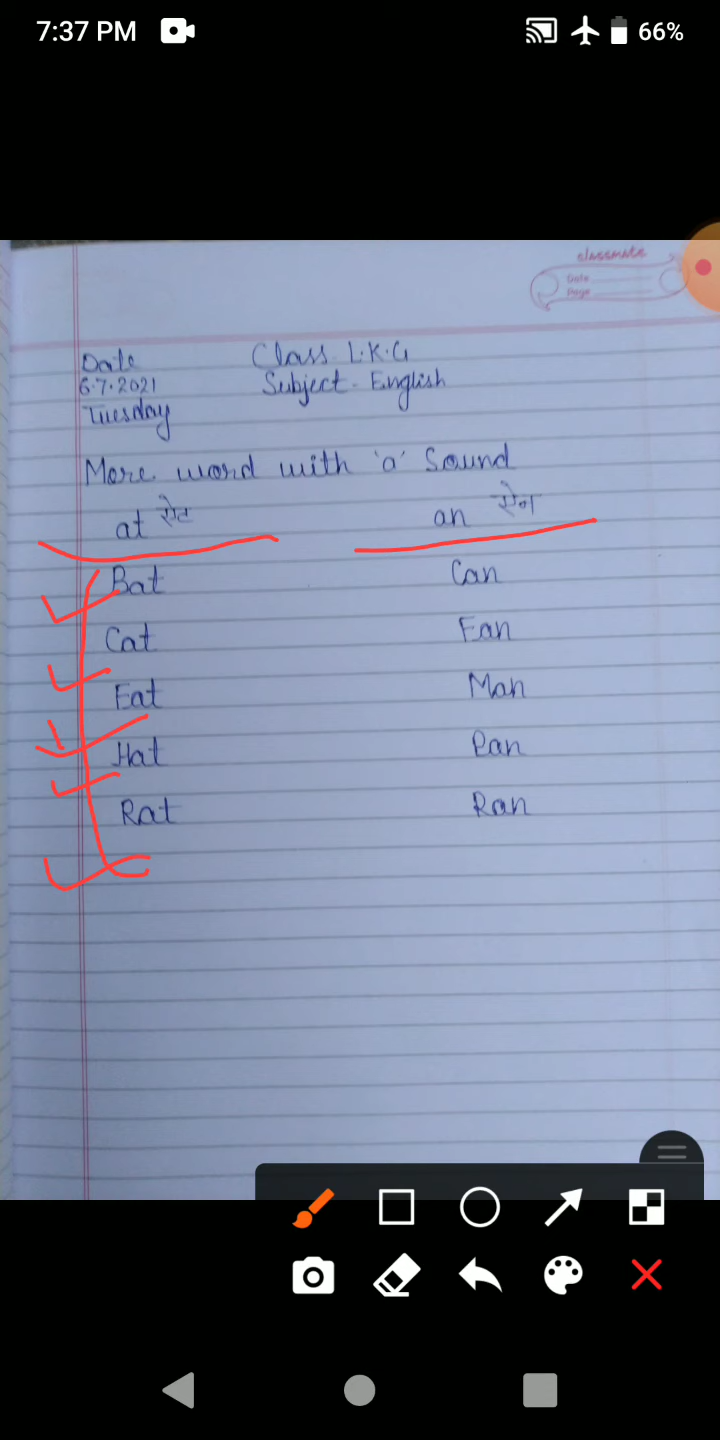 7:37 PM 66%
classmate
Date
Page
Date Class L.K.G
6.7.2021 Subject - English
Tuesday
More word with 'a' Sound
at ऐट an ऐन
Bat Can
Cat Fan
Fat Man
Hat Pan
Rat Ran